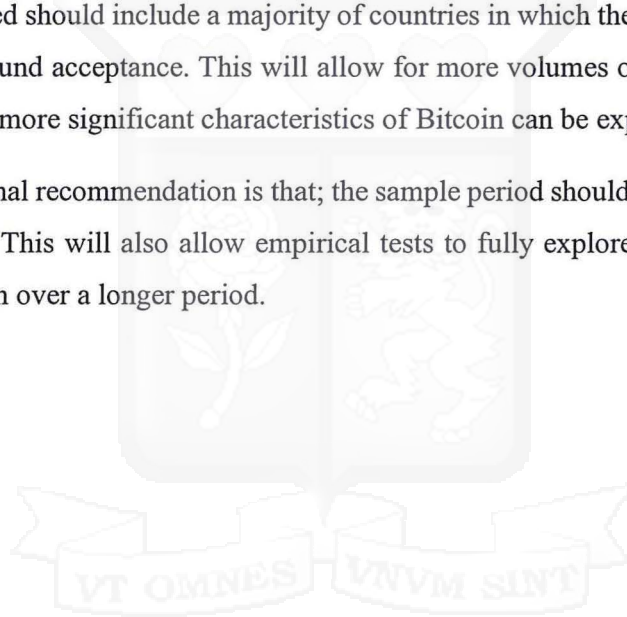 ed should include a majority of countries in which the
und acceptance. This will allow for more volumes o
more significant characteristics of Bitcoin can be ex
nal recommendation is that; the sample period should
This will also allow empirical tests to fully explore
n over a longer period.
VT OMNES VNVM SINT